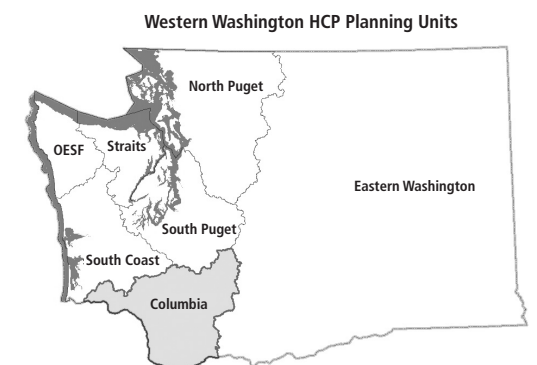 Western Washington HCP Planning Units
North Puget
OESF
Straits
Eastern Washington
South Puget
South Coast
Columbia